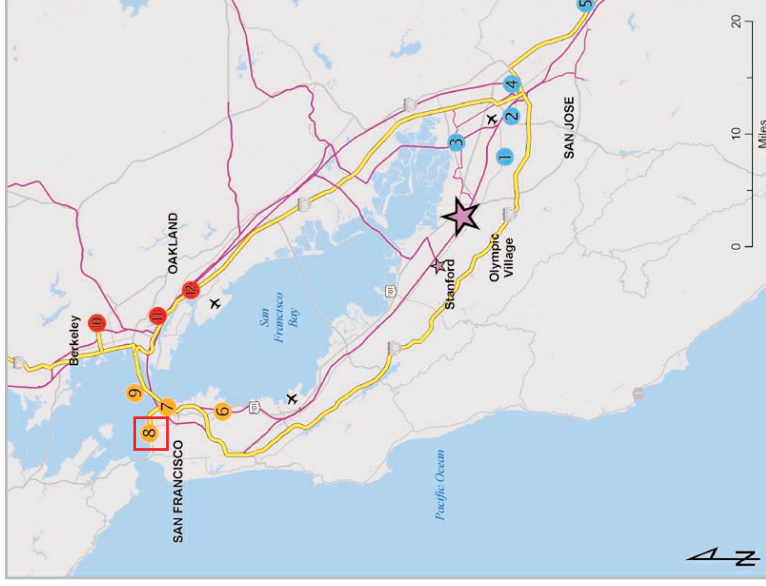 Berkeley
10
OAKLAND
9
8
11
7
SAN FRANCISCO
12
6
101
San
Francisco
Bay
101
Pacific Ocean
Stanford
3
Olympic
Village
1
2
4
SAN JOSE
5
0 10 20
Miles
N